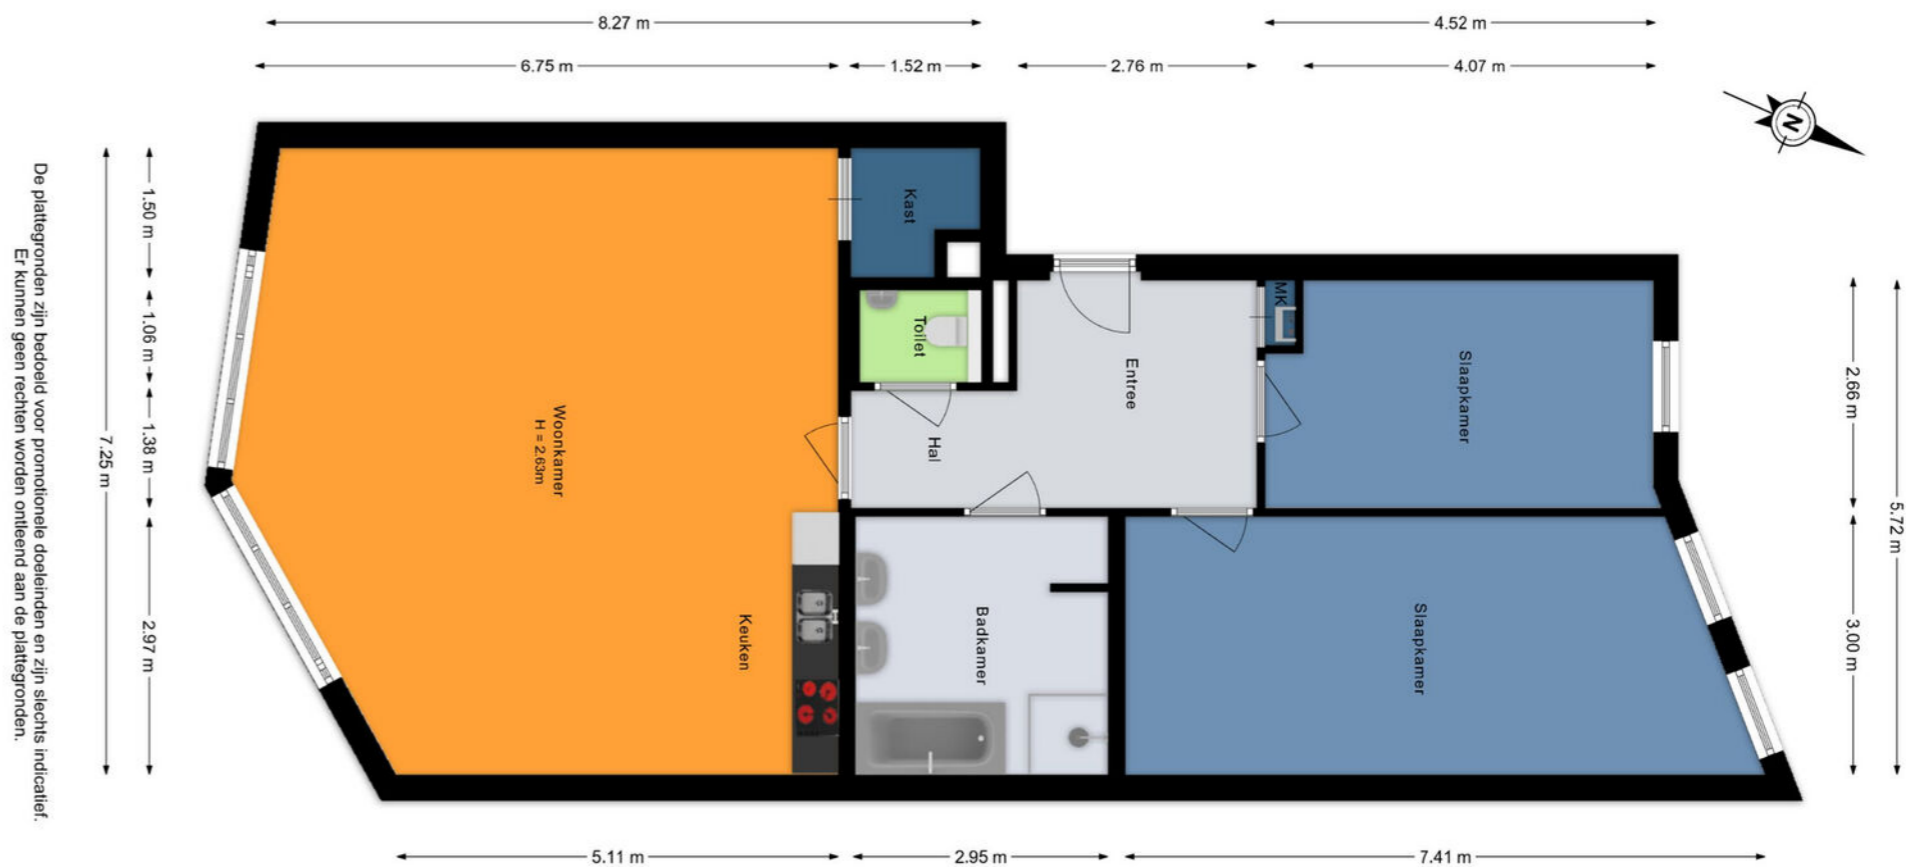 8.27 m
4.52 m
6.75 m
1.52 m
2.76 m
4.07 m
N
1.50 m
1.06 m
1.38 m
2.97 m
7.25 m
2.66 m
3.00 m
5.72 m
Kast
MK
Toilet
Entree
Slaapkamer
Woonkamer
H = 2.63m
Hal
Keuken
Badkamer
Slaapkamer
5.11 m
2.95 m
7.41 m
De plattegronden zijn bedoeld voor promotionele doeleinden en zijn slechts indicatief.
Er kunnen geen rechten worden ontleend aan de plattegronden.